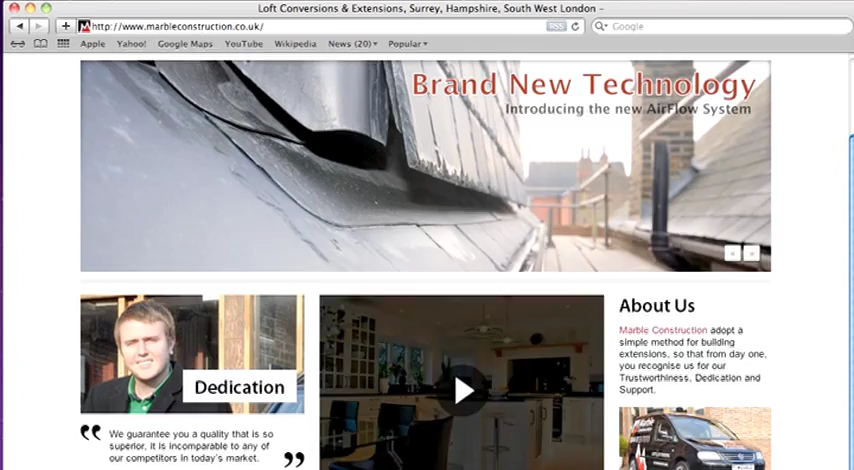 Loft Conversions & Extensions, Surrey, Hampshire, South West London –
http://www.marbleconstruction.co.uk/
RSS
Google
Apple Yahoo! Google Maps YouTube Wikipedia News (20) Popular
Brand New Technology
Introducing the new AirFlow System
Dedication
We guarantee you a quality that is so
superior, it is incomparable to any of
our competitors in today's market.
About Us
Marble Construction adopt a
simple method for building
extensions, so that from day one,
you recognise us for our
Trustworthiness, Dedication and
Support.